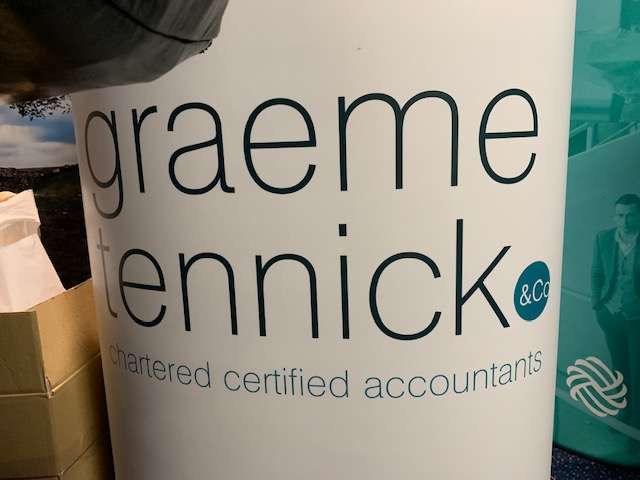 graeme
tennick &Co
chartered certified accountants